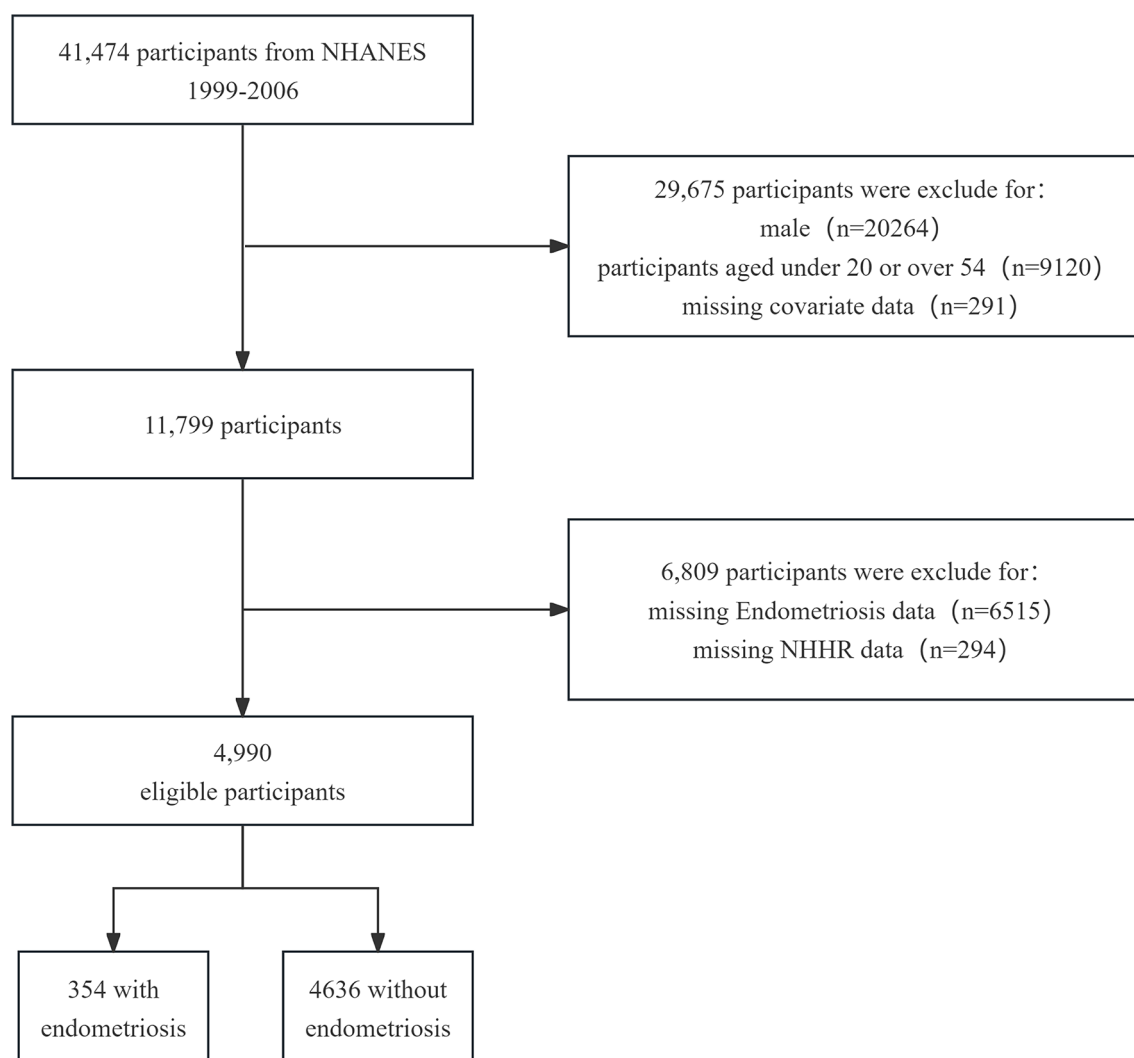 41,474 participants from NHANES
1999-2006
29,675 participants were exclude for：
male（n=20264）
participants aged under 20 or over 54（n=9120）
missing covariate data（n=291）
11,799 participants
6,809 participants were exclude for：
missing Endometriosis data（n=6515）
missing NHHR data（n=294）
4,990
eligible participants
354 with
endometriosis
4636 without
endometriosis